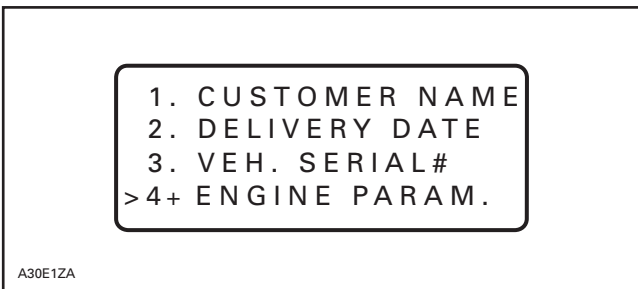 1. CUSTOMER NAME
2. DELIVERY DATE
3. VEH. SERIAL#
>4+ ENGINE PARAM.
A30E1ZA